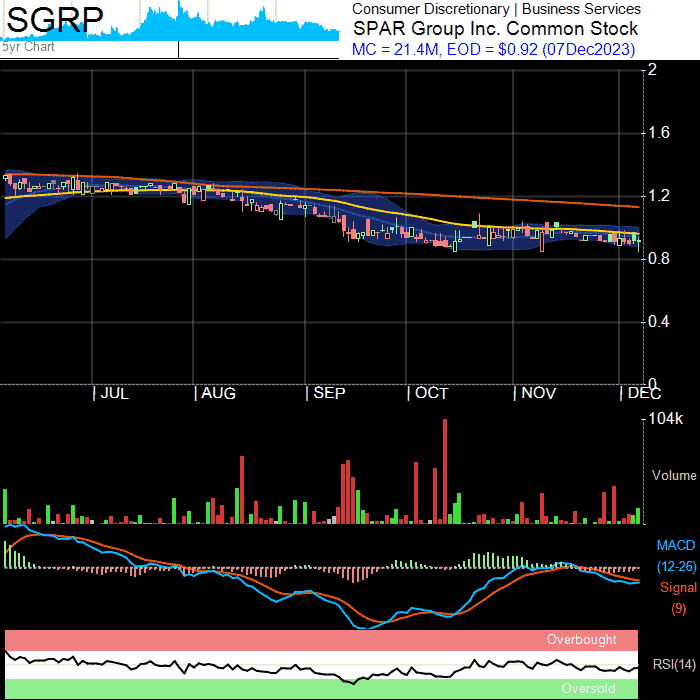 SGRP
5yr Chart
Consumer Discretionary | Business Services
SPAR Group Inc. Common Stock
MC = 21.4M, EOD = $0.92 (07Dec2023)
2
1.6
1.2
0.8
0.4
0
| JUL | AUG | SEP | OCT | NOV | DEC
104k
Volume
MACD
(12-26)
Signal
(9)
Overbought
RSI(14)
Oversold